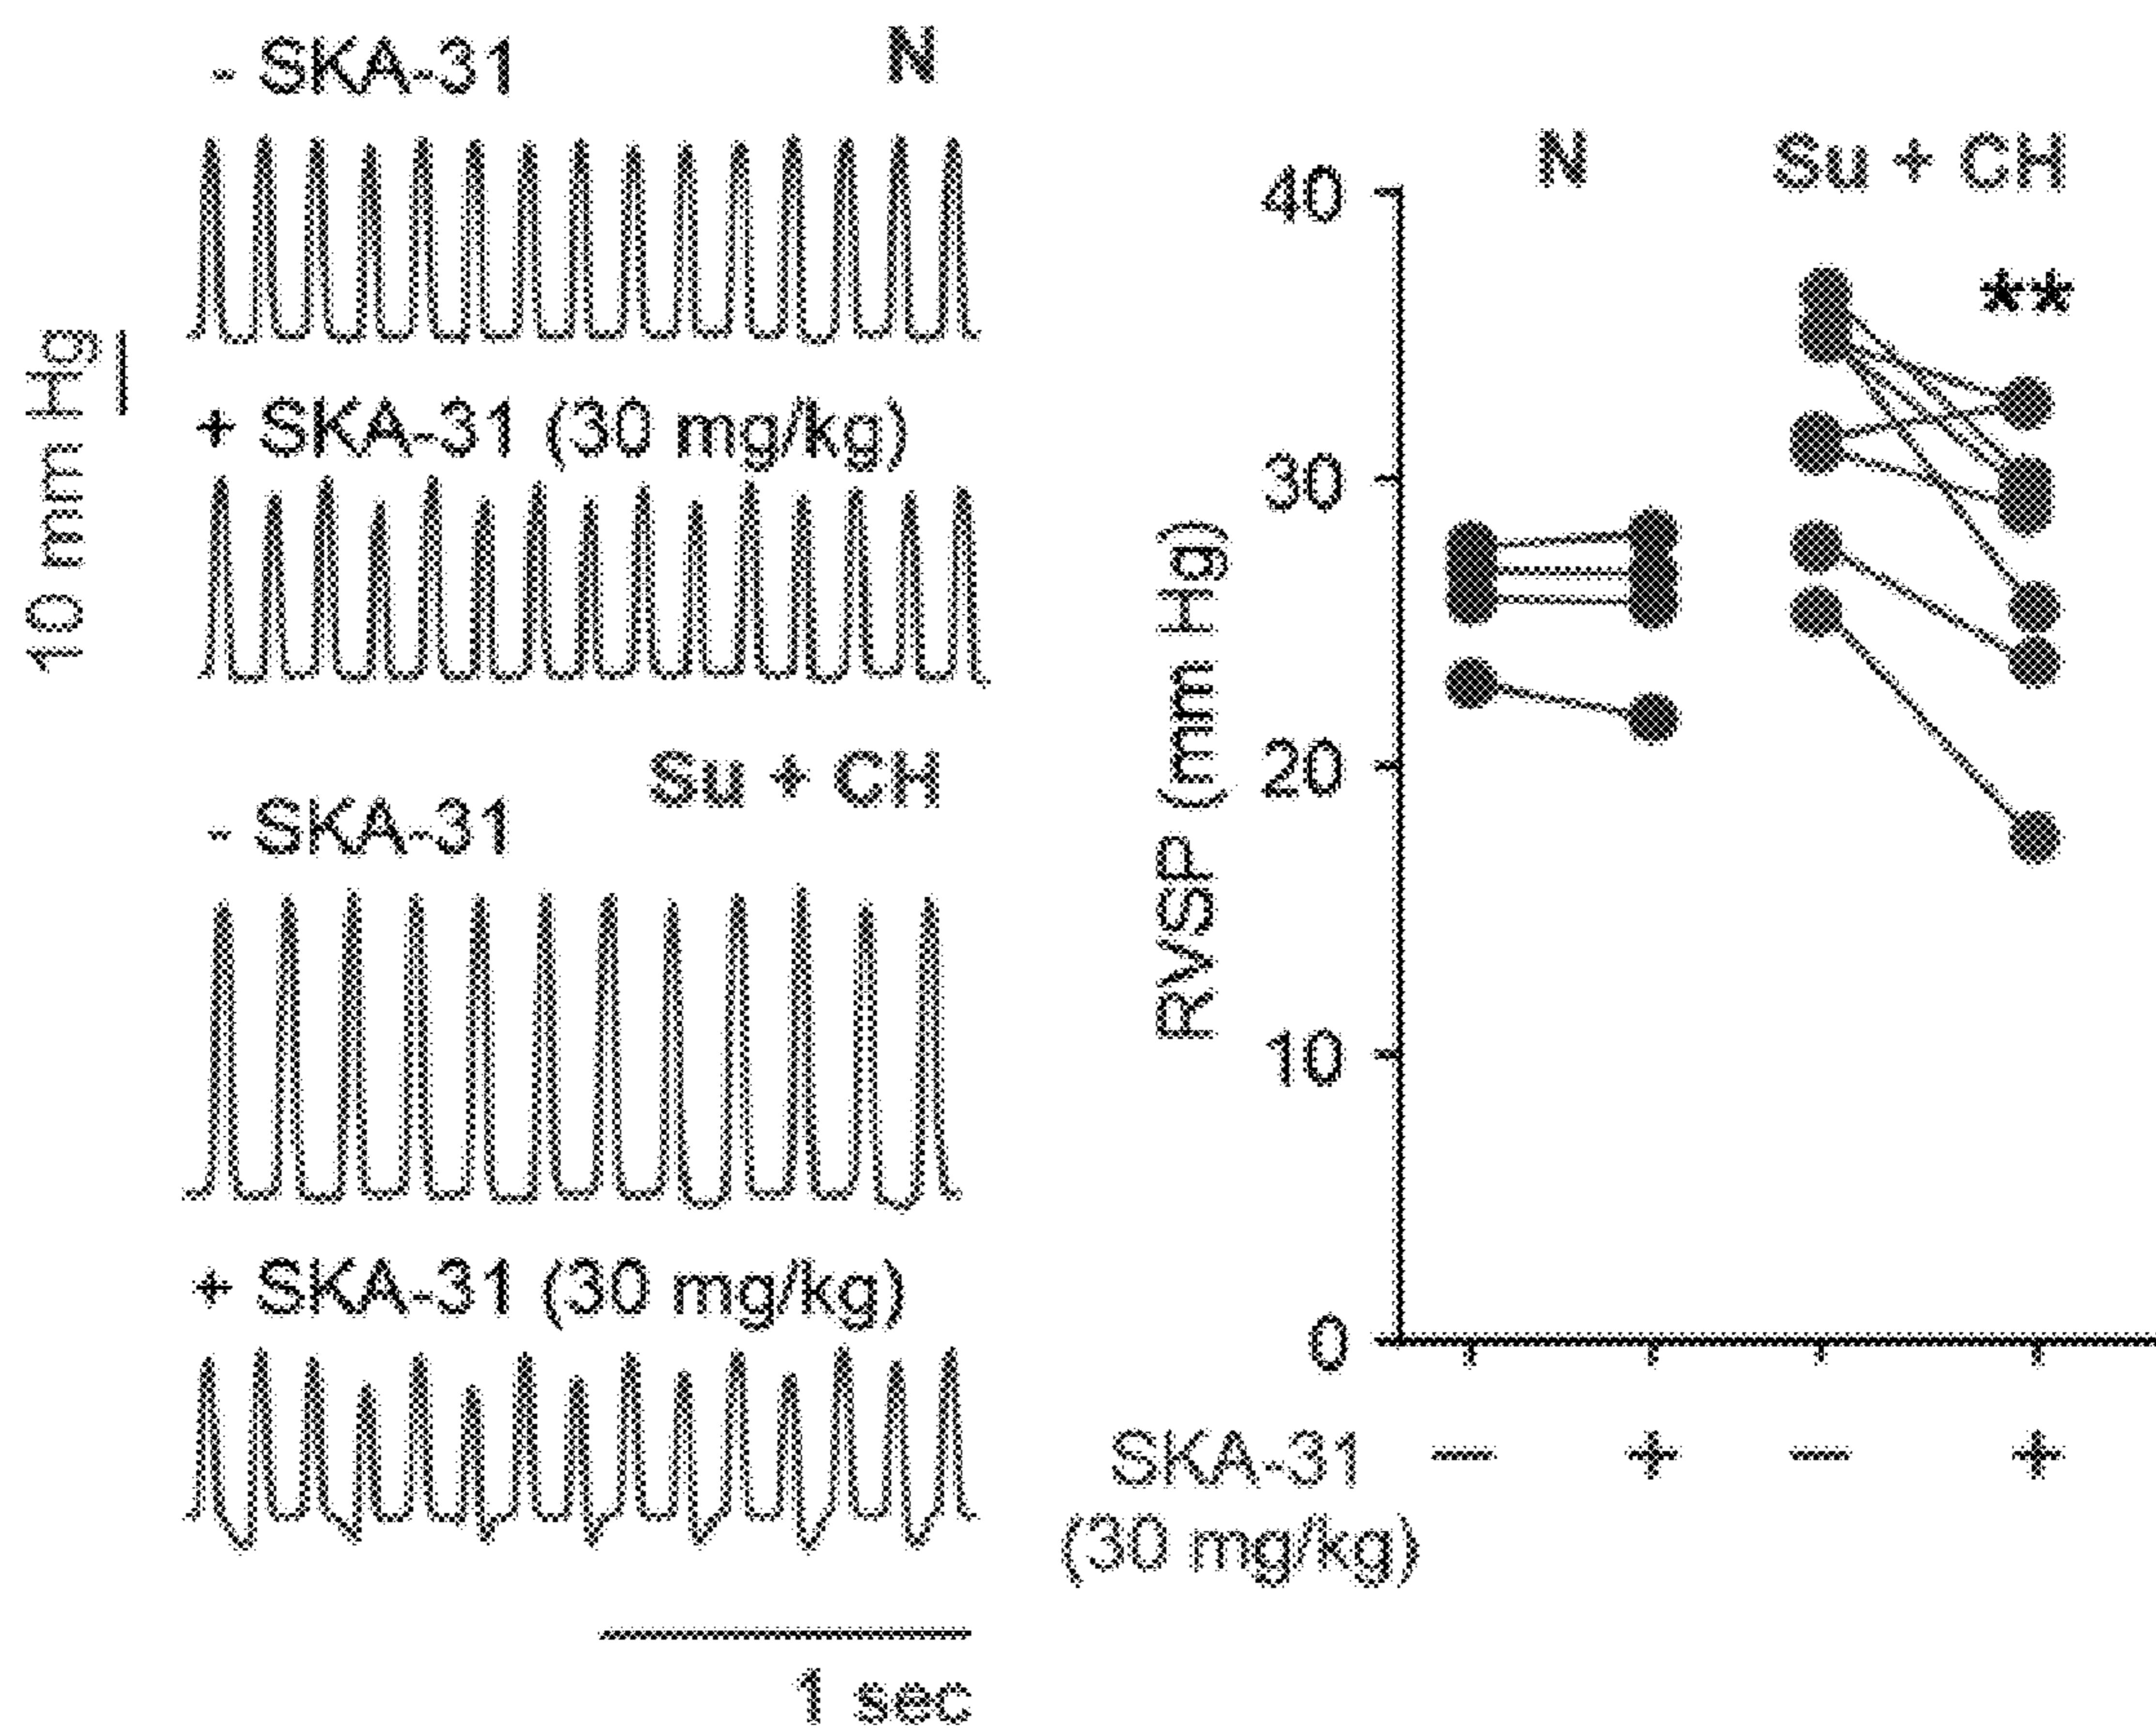 - SKA-31 N
10 mm Hg
+ SKA-31 (30 mg/kg)
Su + CH
- SKA-31
+ SKA-31 (30 mg/kg)
1 sec
N Su + CH
**
RVSP (mm Hg)
40
30
20
10
0
SKA-31 — + — +
(30 mg/kg)